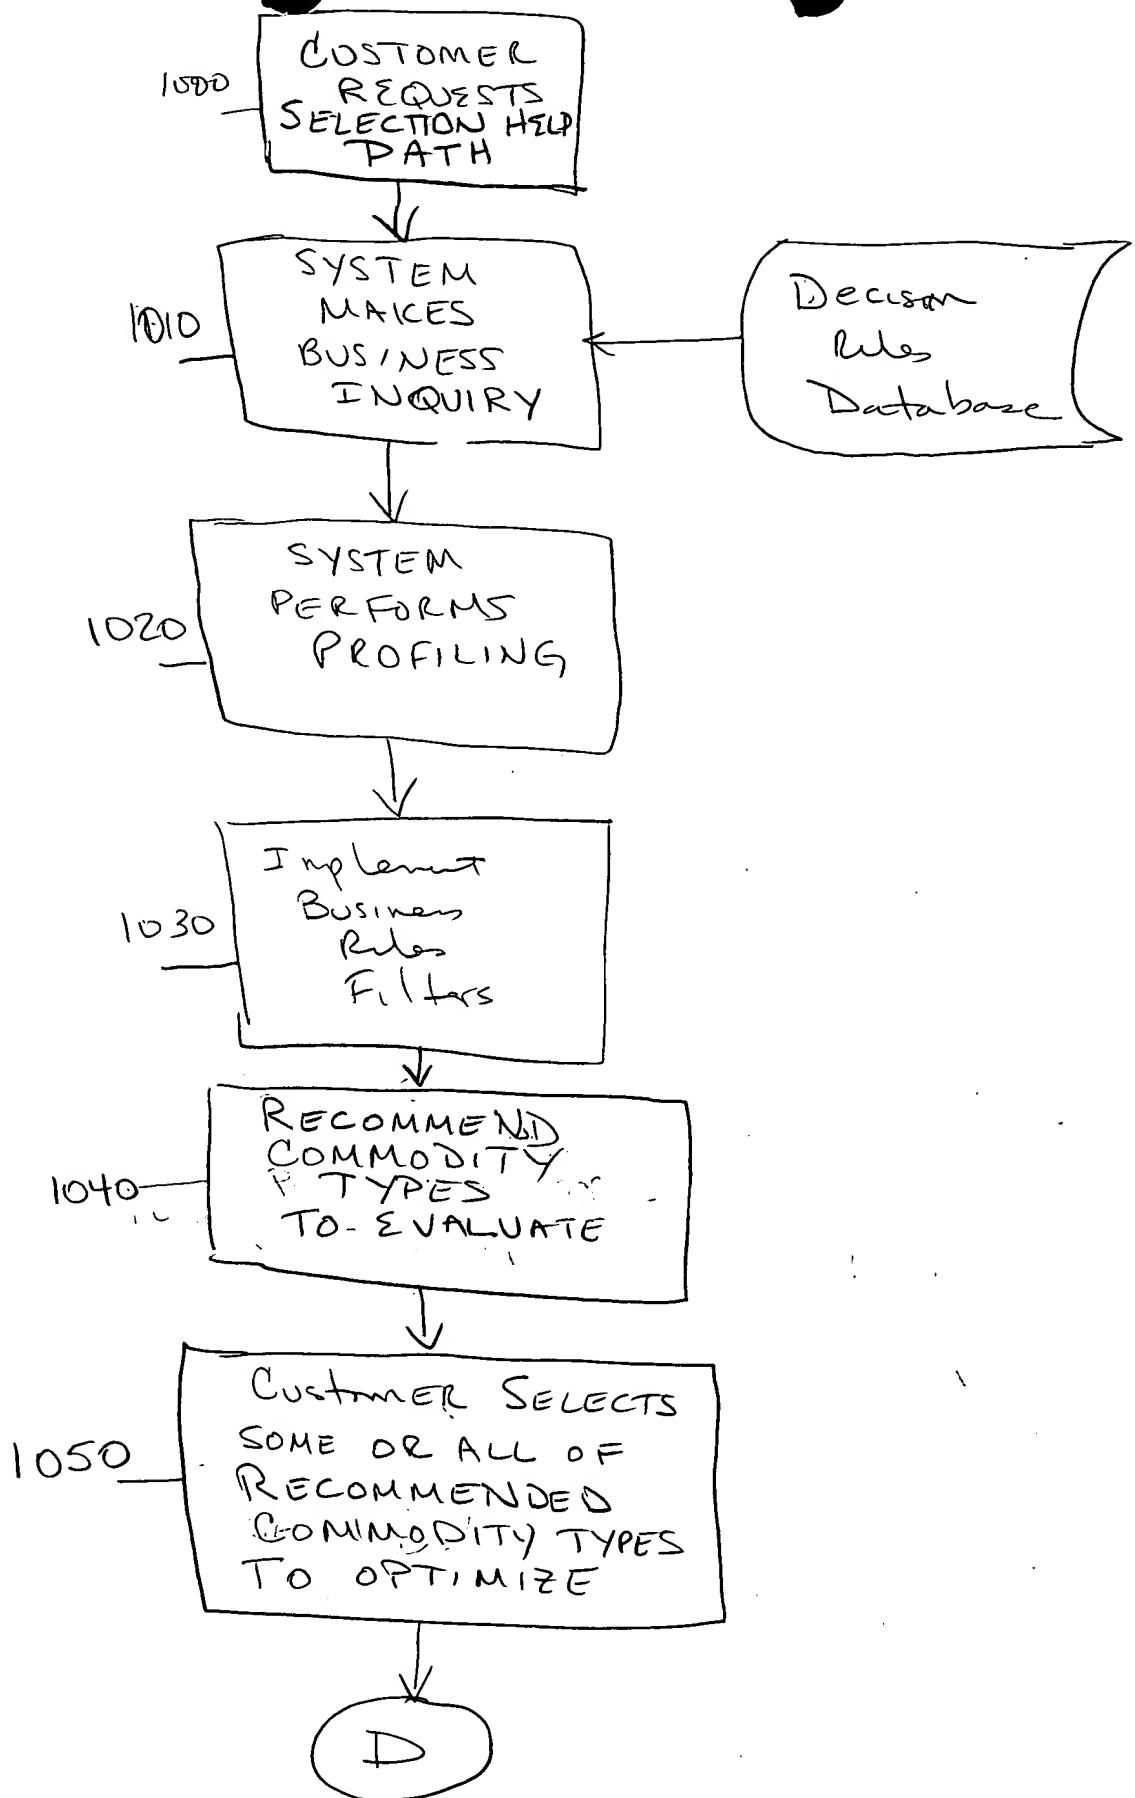 1000
CUSTOMER
REQUESTS
SELECTION HELP
PATH
1010
SYSTEM
MAKES
BUSINESS
INQUIRY
Decison
Rules
Database
1020
SYSTEM
PERFORMS
PROFILING
1030
Implement
Business
Rules
Filters
1040
RECOMMEND
COMMODITY
TYPES
TO EVALUATE
1050
CUSTOMER SELECTS
SOME OR ALL OF
RECOMMENDED
COMMODITY TYPES
TO OPTIMIZE
D